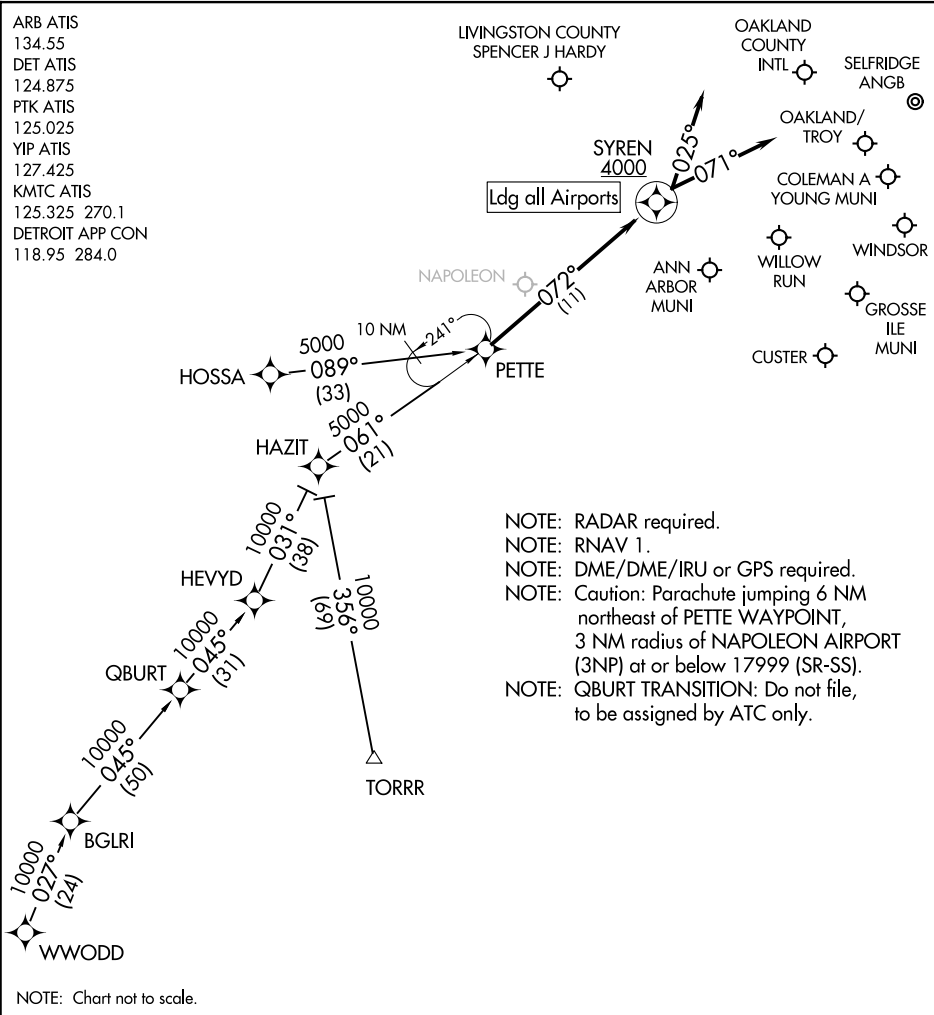 ARB ATIS
134.55
DET ATIS
124.875
PTK ATIS
125.025
YIP ATIS
127.425
KMTC ATIS
125.325 270.1
DETROIT APP CON
118.95 284.0
LIVINGSTON COUNTY
SPENCER J HARDY
OAKLAND
COUNTY
INTL
SELFRIDGE
ANGB
OAKLAND/
TROY
SYREN
4000
025°
071°
Ldg all Airports
COLEMAN A
YOUNG MUNI
WINDSOR
WILLOW
RUN
ANN
ARBOR
MUNI
GROSSE
ILE
MUNI
CUSTER
NAPOLEON
072°
(11)
10 NM
241°
PETTE
HOSSA
5000
089°
(33)
HAZIT
5000
061°
(21)
10000
031°
(38)
HEVYD
10000
356°
(69)
10000
045°
(31)
QBURT
TORRR
10000
045°
(50)
BGLRI
10000
027°
(24)
WWODD
NOTE: RADAR required.
NOTE: RNAV 1.
NOTE: DME/DME/IRU or GPS required.
NOTE: Caution: Parachute jumping 6 NM
northeast of PETTE WAYPOINT,
3 NM radius of NAPOLEON AIRPORT
(3NP) at or below 17999 (SR-SS).
NOTE: QBURT TRANSITION: Do not file,
to be assigned by ATC only.
NOTE: Chart not to scale.